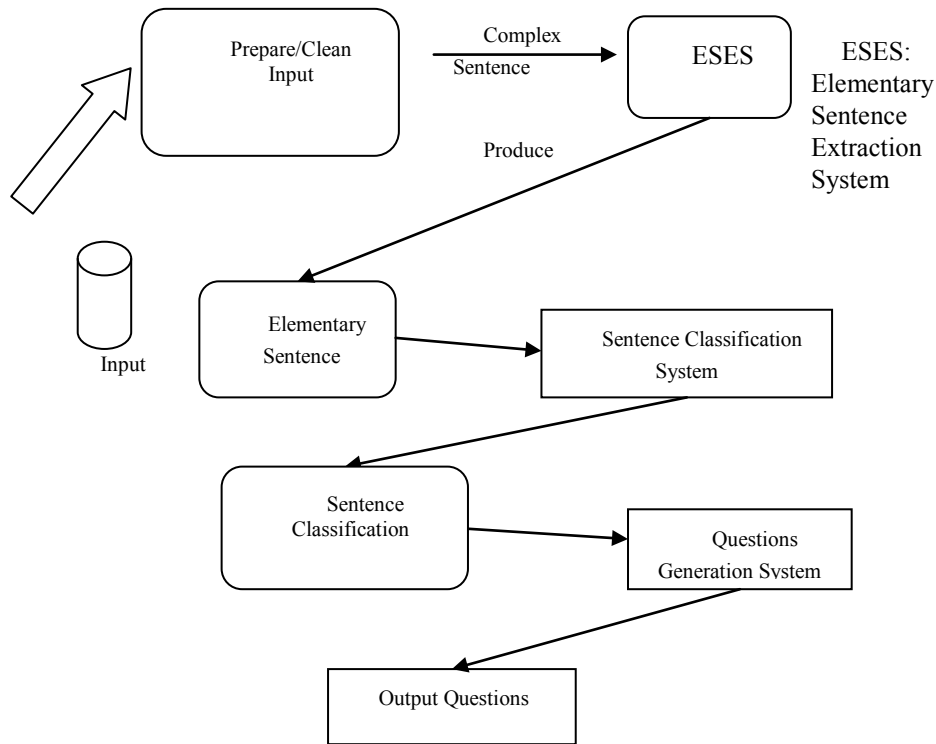 Prepare/Clean
Input
Complex
Sentence
ESES
ESES:
Elementary
Sentence
Extraction
System
Produce
Input
Elementary
Sentence
Sentence Classification
System
Sentence
Classification
Questions
Generation System
Output Questions